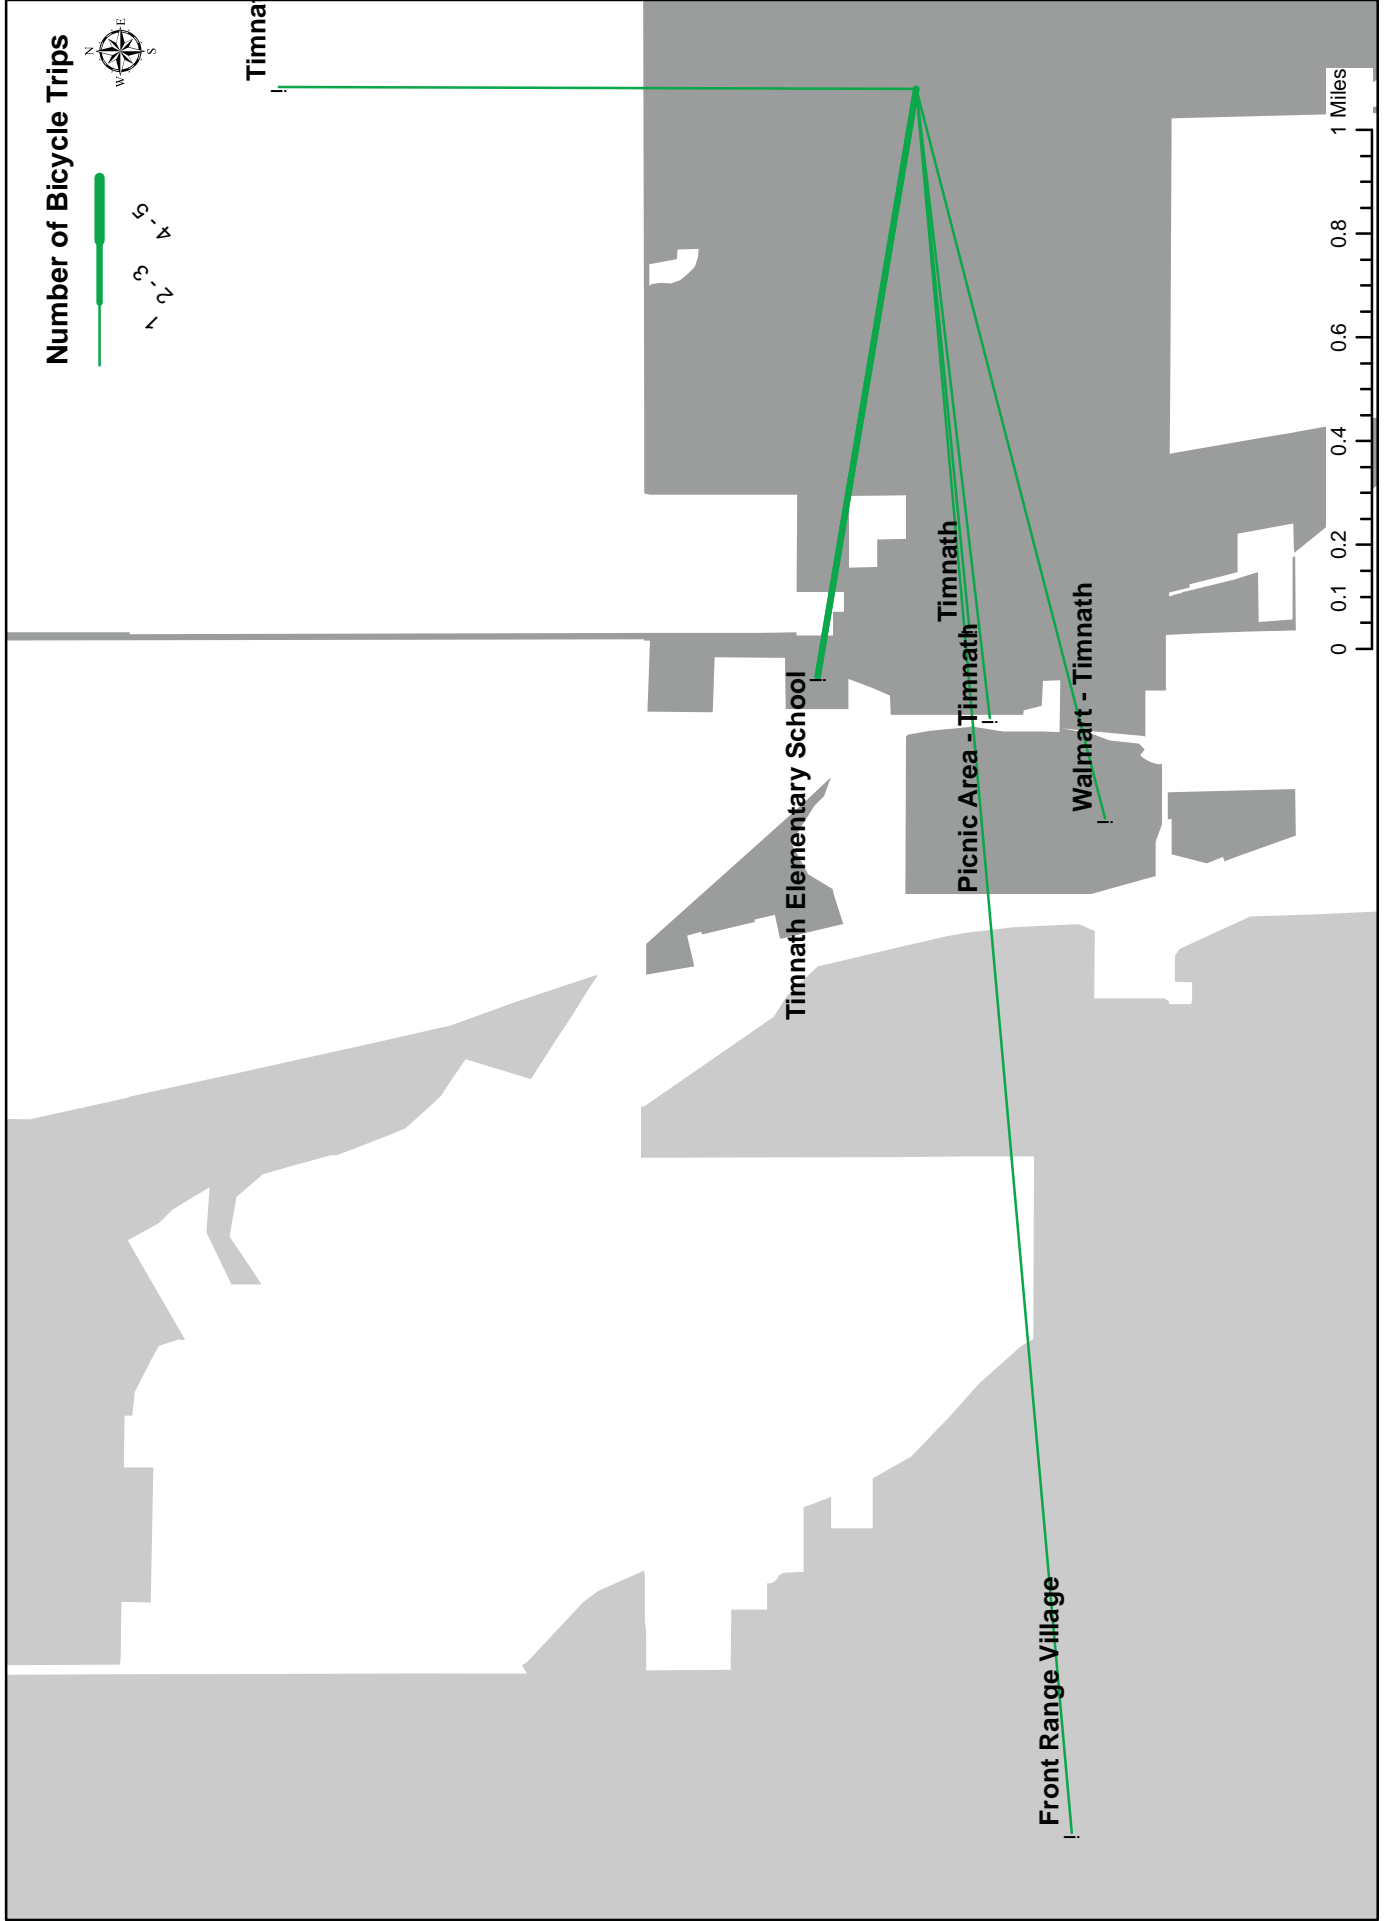 Number of Bicycle Trips
1
2 - 3
4 - 5
N
E
S
W
Timna
Timnath Elementary School
Timnath
Picnic Area - Timnath
Walmart - Timnath
Front Range Village
0 0.1 0.2 0.4 0.6 0.8 1 Miles